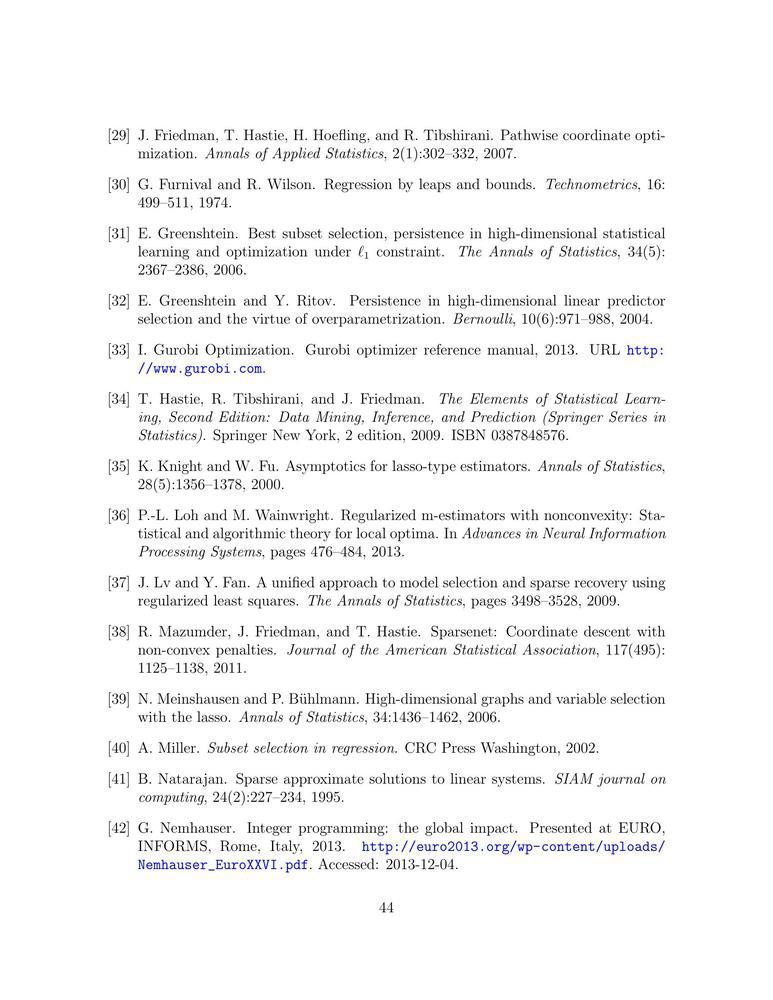 [29] J. Friedman, T. Hastie, H. Hoefling, and R. Tibshirani. Pathwise coordinate opti-
mization. Annals of Applied Statistics, 2(1):302–332, 2007.
[30] G. Furnival and R. Wilson. Regression by leaps and bounds. Technometrics, 16:
499–511, 1974.
[31] E. Greenshtein. Best subset selection, persistence in high-dimensional statistical
learning and optimization under ℓ1 constraint. The Annals of Statistics, 34(5):
2367–2386, 2006.
[32] E. Greenshtein and Y. Ritov. Persistence in high-dimensional linear predictor
selection and the virtue of overparametrization. Bernoulli, 10(6):971–988, 2004.
[33] I. Gurobi Optimization. Gurobi optimizer reference manual, 2013. URL http:
//www.gurobi.com.
[34] T. Hastie, R. Tibshirani, and J. Friedman. The Elements of Statistical Learn-
ing, Second Edition: Data Mining, Inference, and Prediction (Springer Series in
Statistics). Springer New York, 2 edition, 2009. ISBN 0387848576.
[35] K. Knight and W. Fu. Asymptotics for lasso-type estimators. Annals of Statistics,
28(5):1356–1378, 2000.
[36] P.-L. Loh and M. Wainwright. Regularized m-estimators with nonconvexity: Sta-
tistical and algorithmic theory for local optima. In Advances in Neural Information
Processing Systems, pages 476–484, 2013.
[37] J. Lv and Y. Fan. A unified approach to model selection and sparse recovery using
regularized least squares. The Annals of Statistics, pages 3498–3528, 2009.
[38] R. Mazumder, J. Friedman, and T. Hastie. Sparsenet: Coordinate descent with
non-convex penalties. Journal of the American Statistical Association, 117(495):
1125–1138, 2011.
[39] N. Meinshausen and P. Bühlmann. High-dimensional graphs and variable selection
with the lasso. Annals of Statistics, 34:1436–1462, 2006.
[40] A. Miller. Subset selection in regression. CRC Press Washington, 2002.
[41] B. Natarajan. Sparse approximate solutions to linear systems. SIAM journal on
computing, 24(2):227–234, 1995.
[42] G. Nemhauser. Integer programming: the global impact. Presented at EURO,
INFORMS, Rome, Italy, 2013. http://euro2013.org/wp-content/uploads/
Nemhauser_EuroXXVI.pdf. Accessed: 2013-12-04.
44